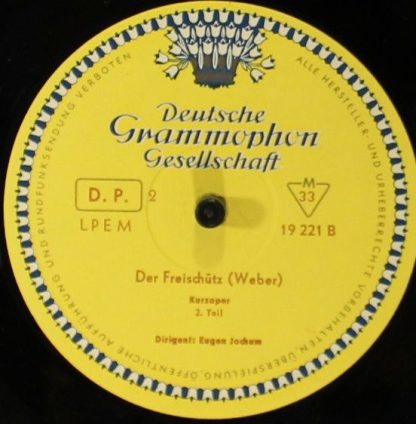 Deutsche
Grammophon
Gesellschaft
D. P. 2
M
33
LPEM
19 221 B
Der Freischütz (Weber)
Kurzoper
2. Teil
Dirigent: Eugen Jochum
ALLE HERSTELLER- UND URHEBERRECHTE VORBEHALTEN, ÜBERSPIELUNG, ÖFFENTLICHE AUFFÜHRUNG UND RUNDFUNKSENDUNG VERBOTEN